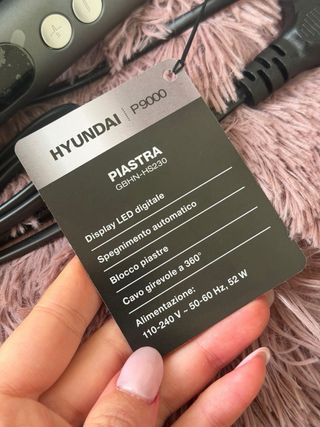 HYUNDAI | P9000
PIASTRA
GBHN-HS230
Display LED digitale
Spegnimento automatico
Blocco piastre
Cavo girevole a 360°
Alimentazione:
110-240 V ~ 50-60 Hz, 52 W